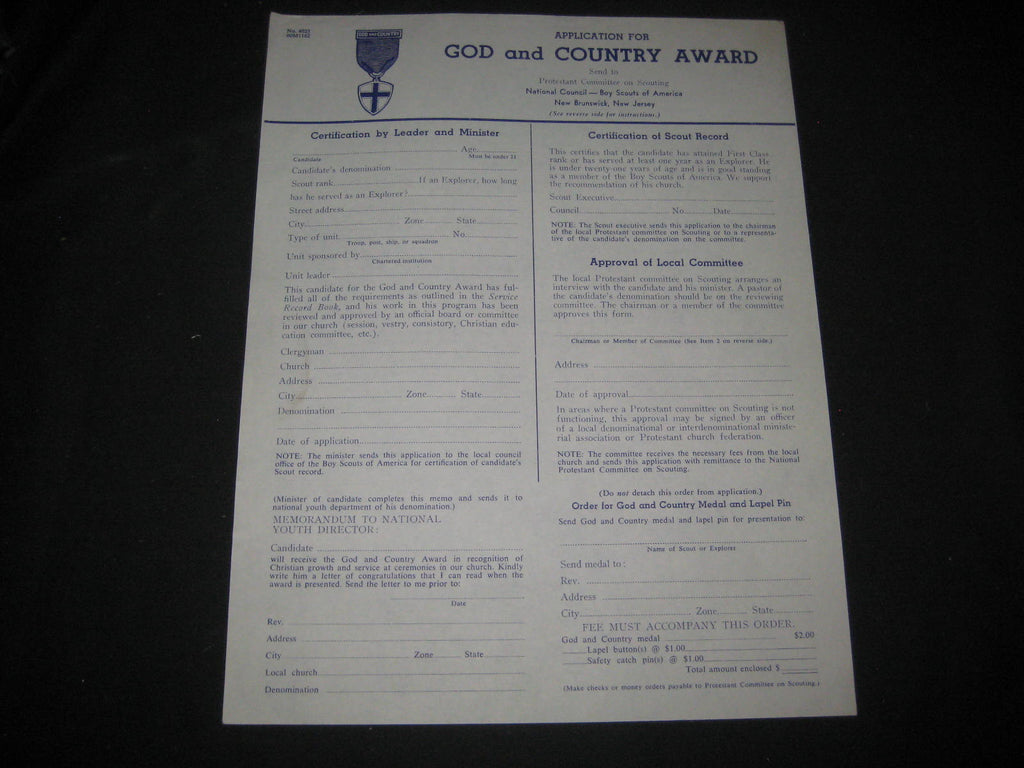 No. 4021
GOD AND COUNTRY
APPLICATION FOR
GOD and COUNTRY AWARD
Send to
Protestant Committee on Scouting
National Council — Boy Scouts of America
New Brunswick, New Jersey
(See reverse side for instructions.)
Certification by Leader and Minister
Age
Candidate Must be under 21
Candidate's denomination
Scout rank If an Explorer, how long
has he served as an Explorer?
Street address
City Zone State
Type of unit No.
Troop, post, ship, or squadron
Unit sponsored by
Chartered institution
Unit leader
This candidate for the God and Country Award has ful-
filled all of the requirements as outlined in the Service
Record Book, and his work in this program has been
reviewed and approved by an official board or committee
in our church (session, vestry, consistory, Christian edu-
cation committee, etc.).
Clergyman
Church
Address
City Zone State
Denomination
Date of application
NOTE: The minister sends this application to the local council
office of the Boy Scouts of America for certification of candidate's
Scout record.
(Minister of candidate completes this memo and sends it to
national youth department of his denomination.)
MEMORANDUM TO NATIONAL
YOUTH DIRECTOR:
Candidate
will receive the God and Country Award in recognition of
Christian growth and service at ceremonies in our church. Kindly
write him a letter of congratulations that I can read when the
award is presented. Send the letter to me prior to:
Date
Rev.
Address
City Zone State
Local church
Denomination
Certification of Scout Record
This certifies that the candidate has attained First Class
rank or has served at least one year as an Explorer. He
is under twenty-one years of age and is in good standing
as a member of the Boy Scouts of America. We support
the recommendation of his church.
Scout Executive
Council No. Date
NOTE: The Scout executive sends this application to the chairman
of the local Protestant committee on Scouting or to a representa-
tive of the candidate's denomination on the committee.
Approval of Local Committee
The local Protestant committee on Scouting arranges an
interview with the candidate and his minister. A pastor of
the candidate's denomination should be on the reviewing
committee. The chairman or a member of the committee
approves this form.
Chairman or Member of Committee (See Item 2 on reverse side.)
Address
Date of approval
In areas where a Protestant committee on Scouting is not
functioning, this approval may be signed by an officer
of a local denominational or interdenominational ministe-
rial association or Protestant church federation.
NOTE: The committee receives the necessary fees from the local
church and sends this application with remittance to the National
Protestant Committee on Scouting.
(Do not detach this order from application.)
Order for God and Country Medal and Lapel Pin
Send God and Country medal and lapel pin for presentation to:
Name of Scout or Explorer
Send medal to:
Rev.
Address
City Zone State
FEE MUST ACCOMPANY THIS ORDER.
God and Country medal $2.00
Lapel button(s) @ $1.00
Safety catch pin(s) @ $1.00
Total amount enclosed $
(Make checks or money orders payable to Protestant Committee on Scouting.)